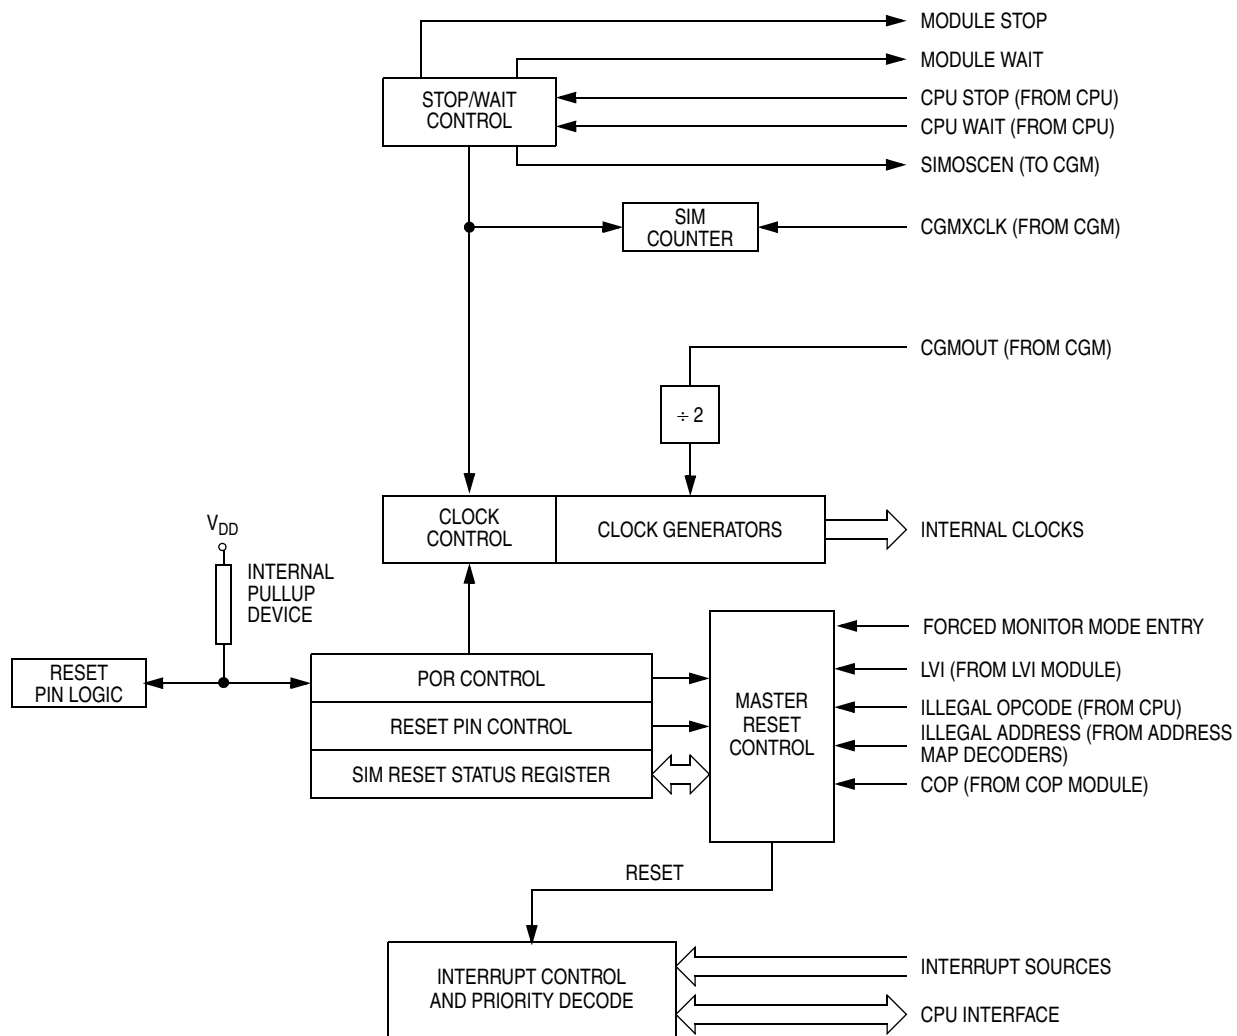 MODULE STOP
MODULE WAIT
STOP/WAIT
CONTROL
CPU STOP (FROM CPU)
CPU WAIT (FROM CPU)
SIMOSCEN (TO CGM)
SIM
COUNTER
CGMXCLK (FROM CGM)
CGMOUT (FROM CGM)
÷ 2
CLOCK
CONTROL
CLOCK GENERATORS
INTERNAL CLOCKS
VDD
INTERNAL
PULLUP
DEVICE
RESET
PIN LOGIC
POR CONTROL
RESET PIN CONTROL
SIM RESET STATUS REGISTER
MASTER
RESET
CONTROL
FORCED MONITOR MODE ENTRY
LVI (FROM LVI MODULE)
ILLEGAL OPCODE (FROM CPU)
ILLEGAL ADDRESS (FROM ADDRESS
MAP DECODERS)
COP (FROM COP MODULE)
RESET
INTERRUPT CONTROL
AND PRIORITY DECODE
INTERRUPT SOURCES
CPU INTERFACE